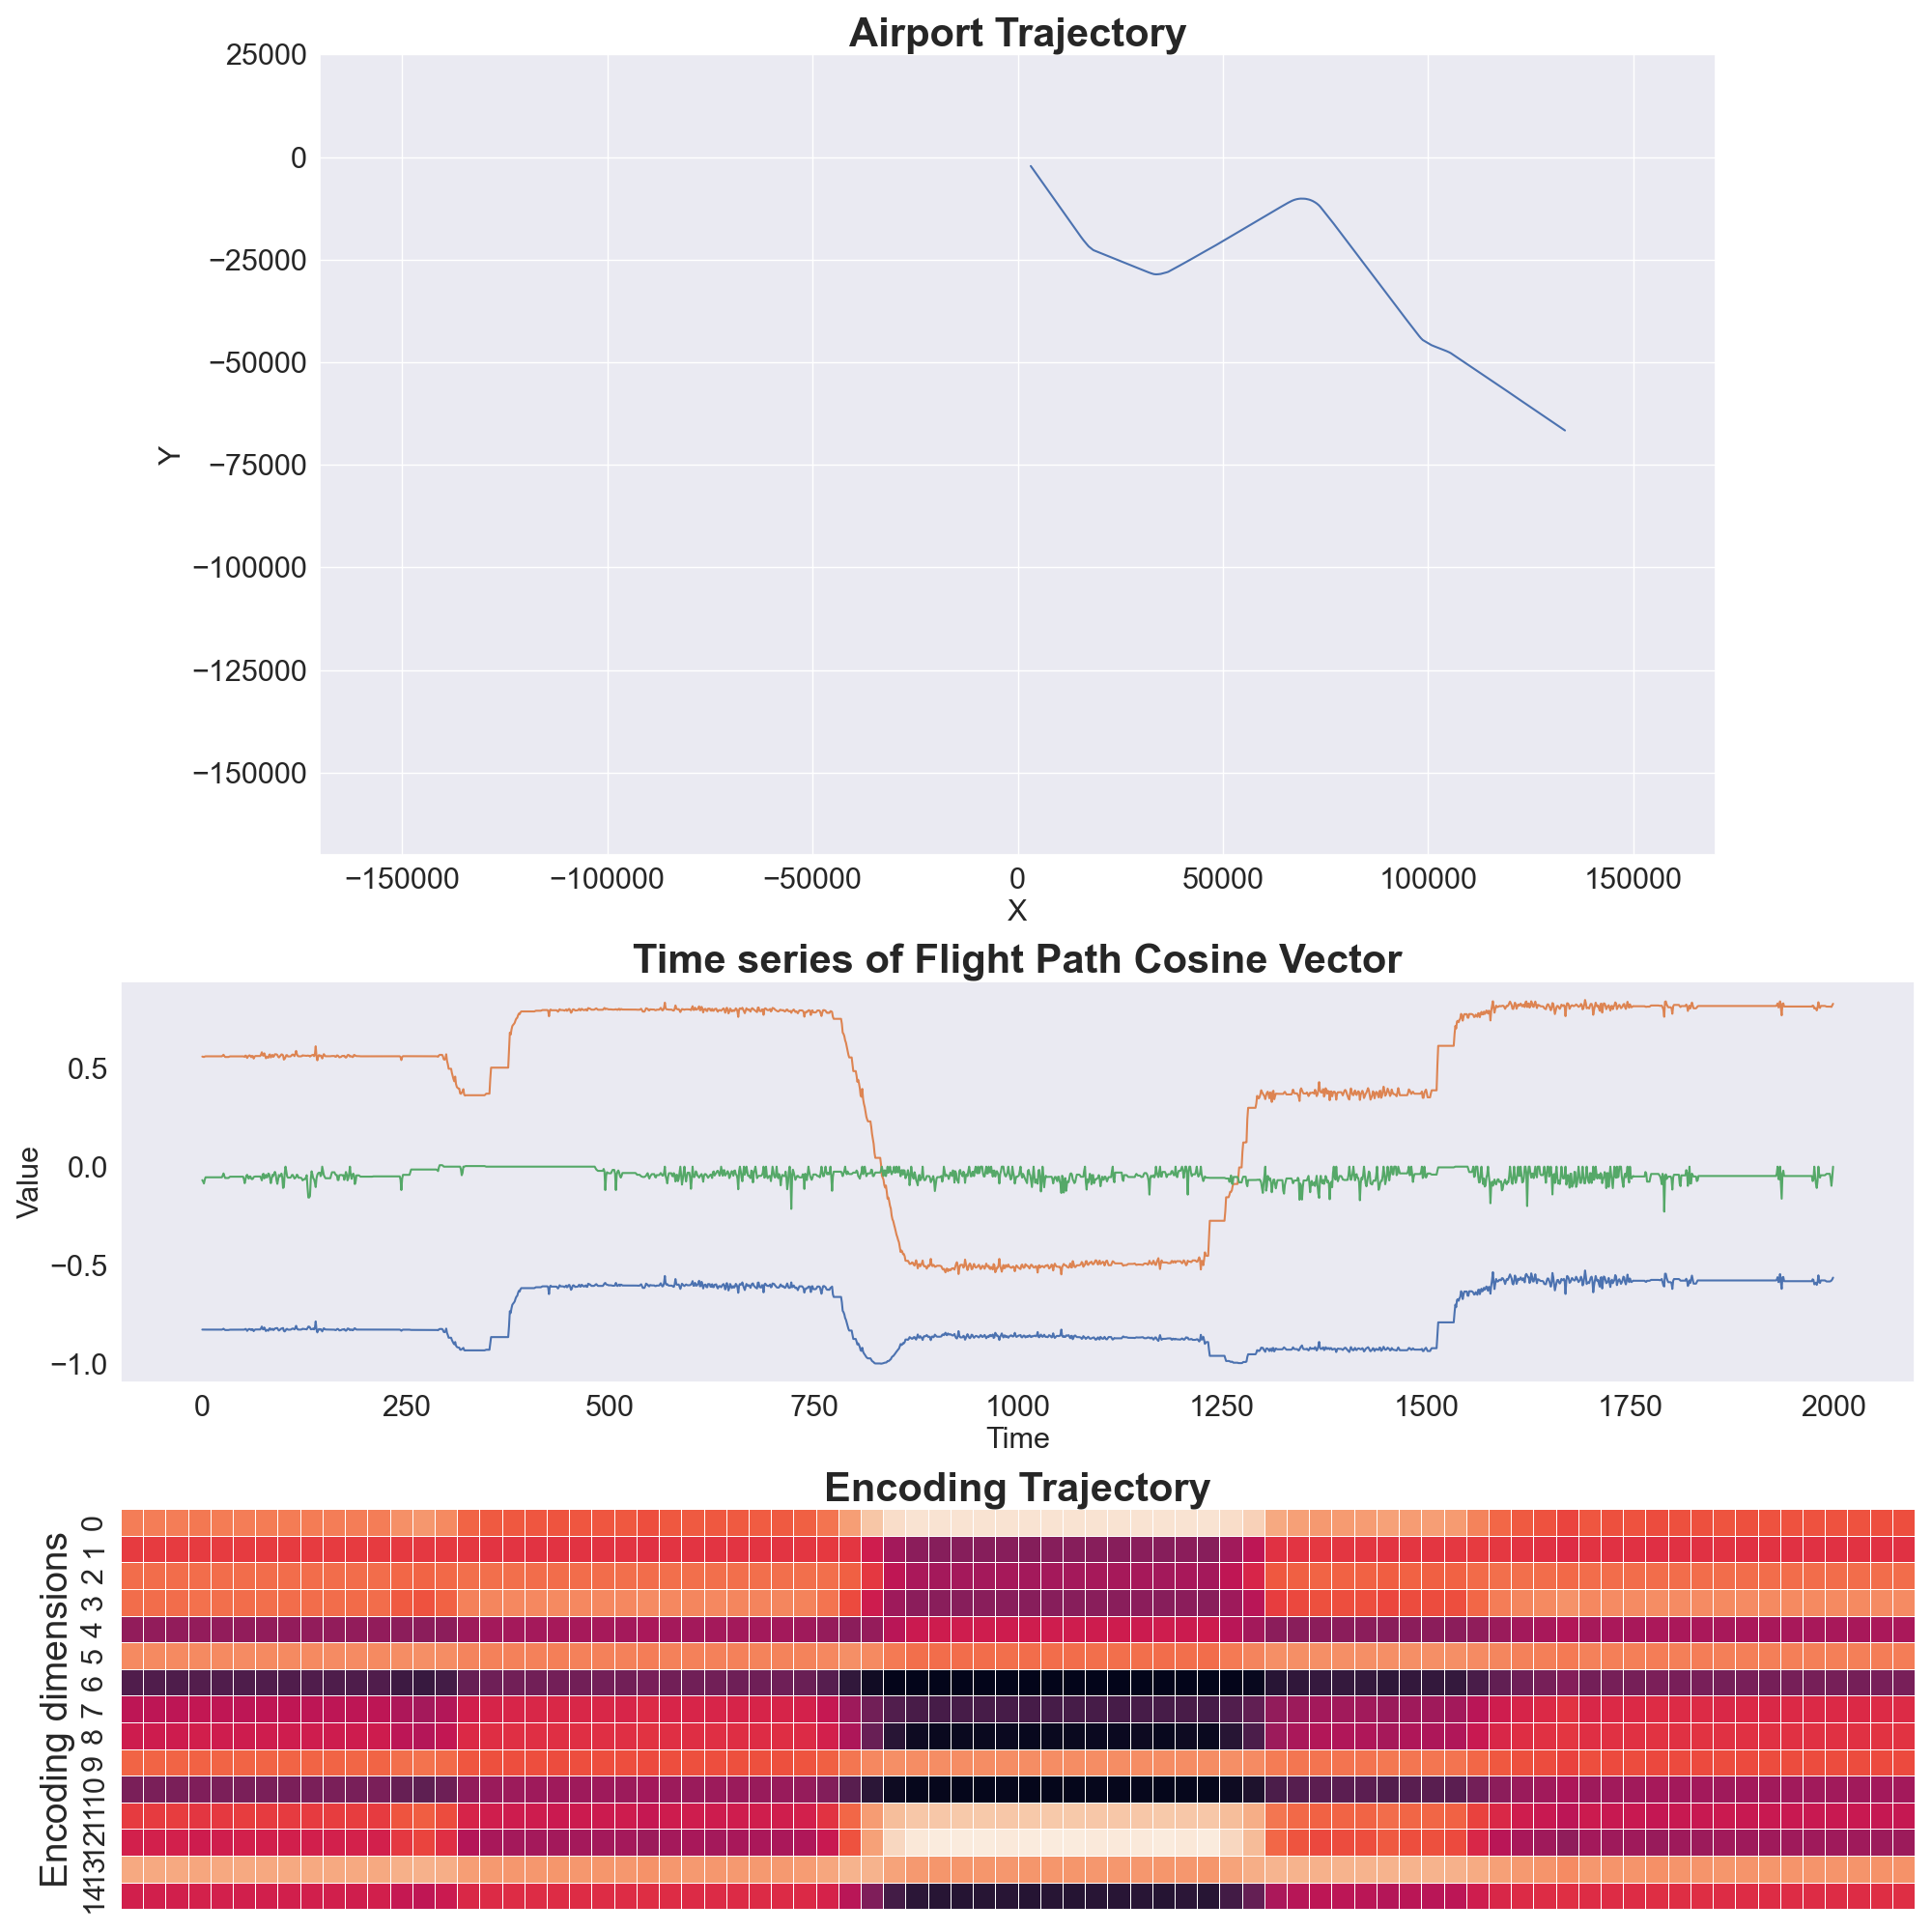 Airport Trajectory
25000
0
−25000
−50000
−75000
−100000
−125000
−150000
Y
−150000 −100000 −50000 0 50000 100000 150000
X
Time series of Flight Path Cosine Vector
0.5
0.0
−0.5
−1.0
Value
0 250 500 750 1000 1250 1500 1750 2000
Time
Encoding Trajectory
Encoding dimensions
0
1
2
3
4
5
6
7
8
9
10
11
12
13
14